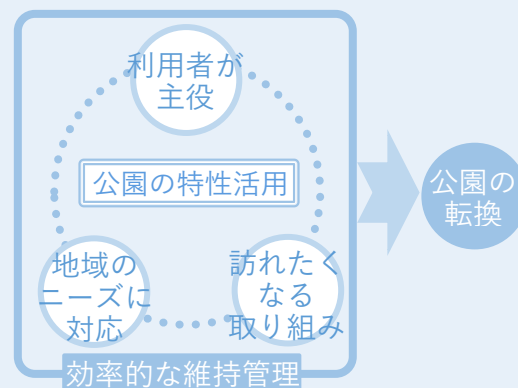 利用者が
主役
公園の特性活用
地域の
ニーズに
対応
訪れたく
なる
取り組み
効率的な維持管理
公園の
転換